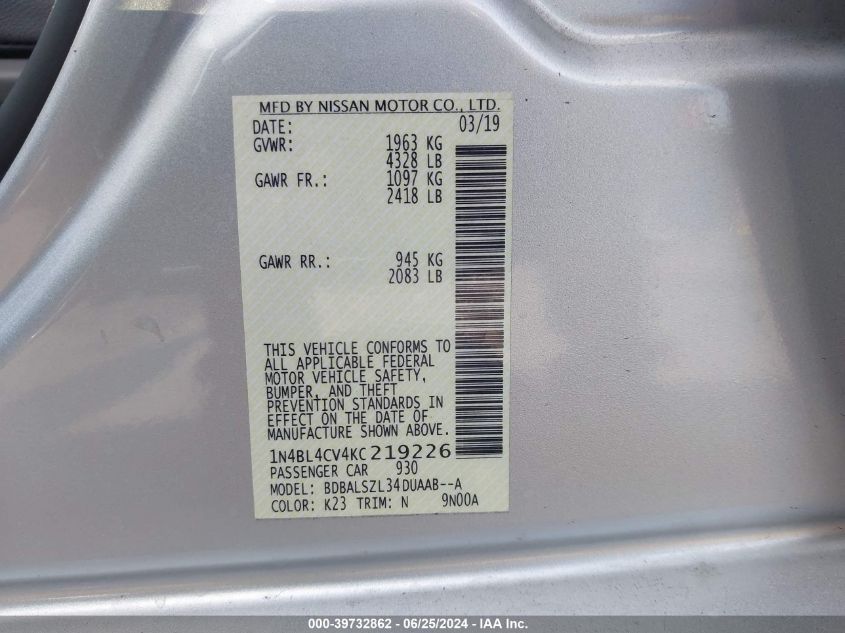 MFD BY NISSAN MOTOR CO., LTD.
DATE: 03/19
GVWR: 1963 KG
4328 LB
GAWR FR.: 1097 KG
2418 LB
GAWR RR.: 945 KG
2083 LB
THIS VEHICLE CONFORMS TO
ALL APPLICABLE FEDERAL
MOTOR VEHICLE SAFETY,
BUMPER, AND THEFT
PREVENTION STANDARDS IN
EFFECT ON THE DATE OF
MANUFACTURE SHOWN ABOVE.
1N4BL4CV4KC219226
PASSENGER CAR 930
MODEL: BDBALSZL34DUAAB--A
COLOR: K23 TRIM: N 9N00A
000-39732862 / 06/25/2024 - IAA Inc.